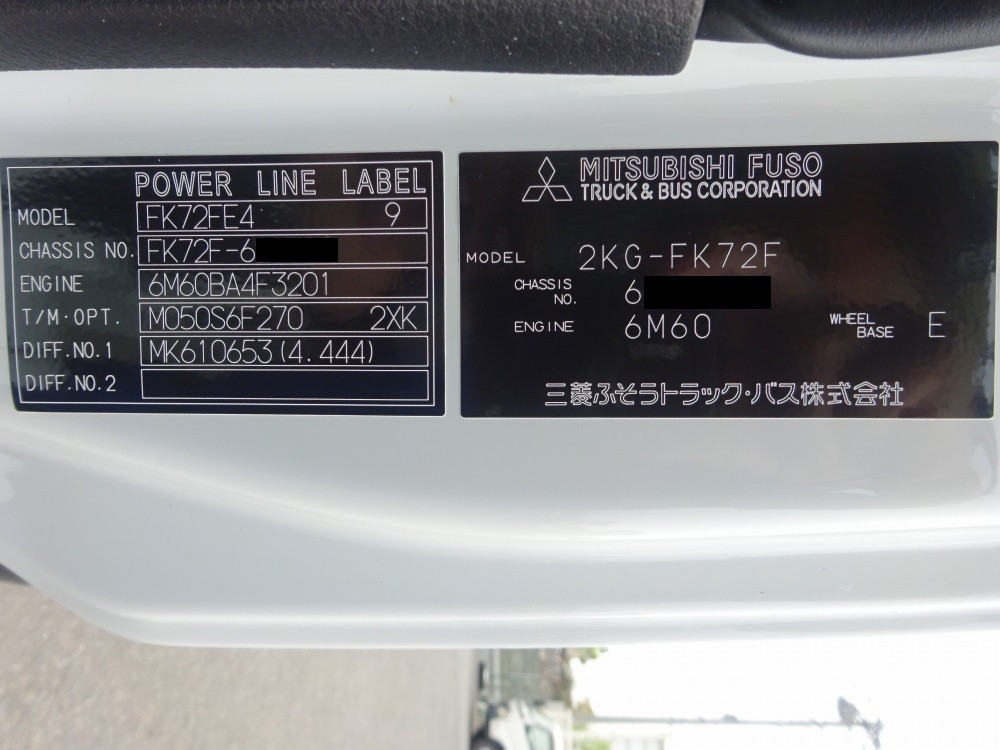 POWER LINE LABEL
MODEL FK72FE4 9
CHASSIS NO. FK72F-6
ENGINE 6M60BA4F3201
T/M·OPT. M050S6F270 2XK
DIFF.NO.1 MK610653(4.444)
DIFF.NO.2
MITSUBISHI FUSO
TRUCK & BUS CORPORATION
MODEL 2KG-FK72F
CHASSIS NO. 6
ENGINE 6M60 WHEEL BASE E
三菱ふそうトラック・バス株式会社